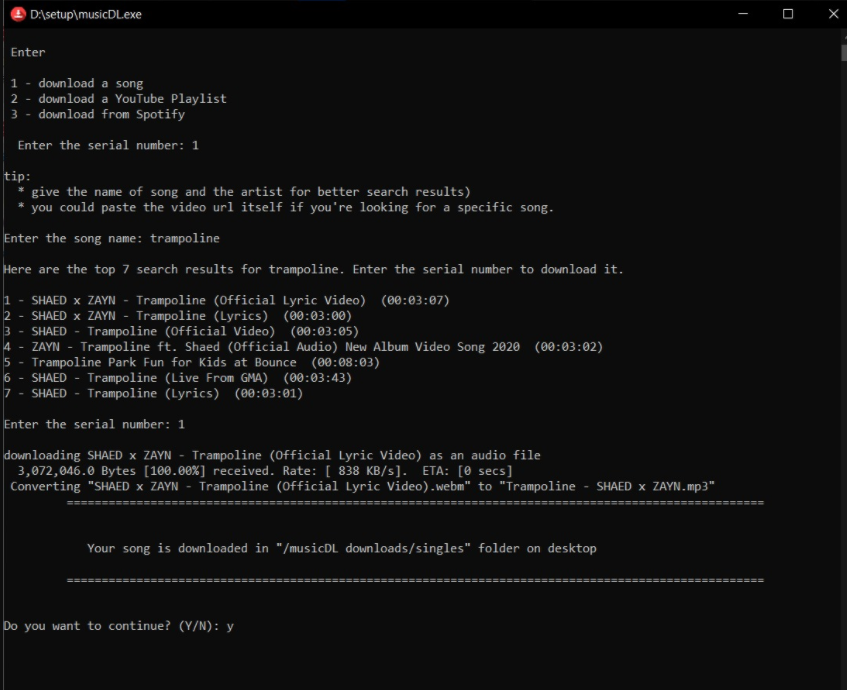 D:\setup\musicDL.exe
Enter
1 - download a song
2 - download a YouTube Playlist
3 - download from Spotify
Enter the serial number: 1
tip:
* give the name of song and the artist for better search results)
* you could paste the video url itself if you're looking for a specific song.
Enter the song name: trampoline
Here are the top 7 search results for trampoline. Enter the serial number to download it.
1 - SHAED x ZAYN - Trampoline (Official Lyric Video)  (00:03:07)
2 - SHAED x ZAYN - Trampoline (Lyrics)  (00:03:00)
3 - SHAED - Trampoline (Official Video)  (00:03:05)
4 - ZAYN - Trampoline ft. Shaed (Official Audio) New Album Video Song 2020  (00:03:02)
5 - Trampoline Park Fun for Kids at Bounce  (00:08:03)
6 - SHAED - Trampoline (Live From GMA)  (00:03:43)
7 - SHAED - Trampoline (Lyrics)  (00:03:01)
Enter the serial number: 1
downloading SHAED x ZAYN - Trampoline (Official Lyric Video) as an audio file
3,072,046.0 Bytes [100.00%] received. Rate: [ 838 KB/s].  ETA: [0 secs]
Converting "SHAED x ZAYN - Trampoline (Official Lyric Video).webm" to "Trampoline - SHAED x ZAYN.mp3"
====================================================================================================
Your song is downloaded in "/musicDL downloads/singles" folder on desktop
====================================================================================================
Do you want to continue? (Y/N): y